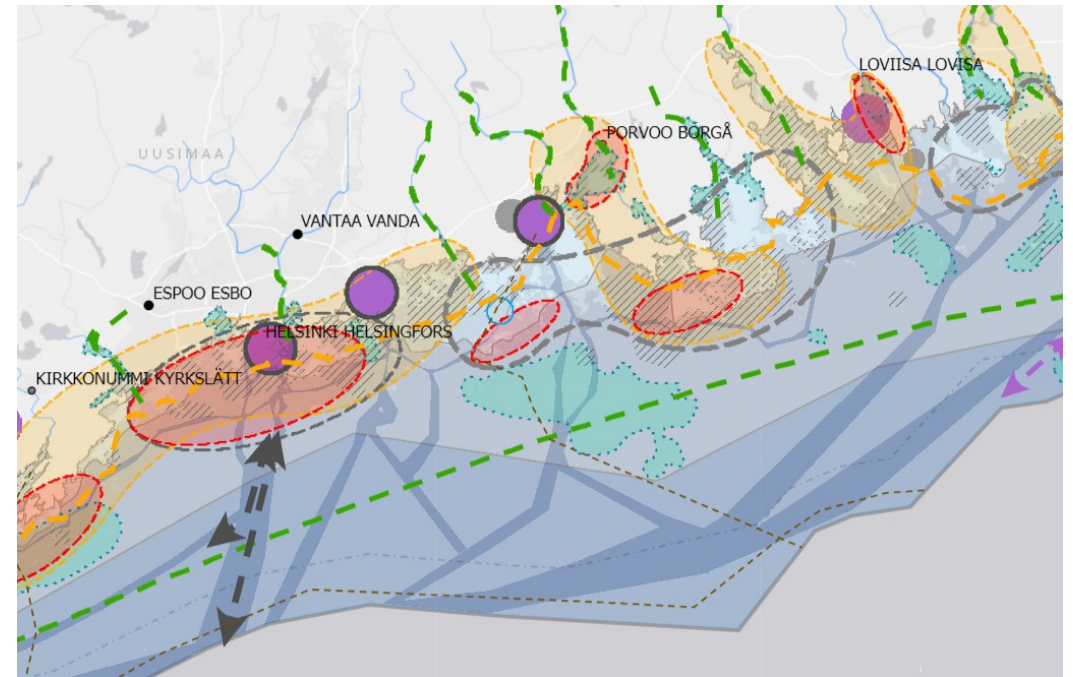 LOVIISA LOVISA
PORVOO BORGÅ
UUSIMAA
VANTAA VANDA
ESPOO ESBO
HELSINKI HELSINGFORS
KIRKKONUMMI KYRKSLÄTT